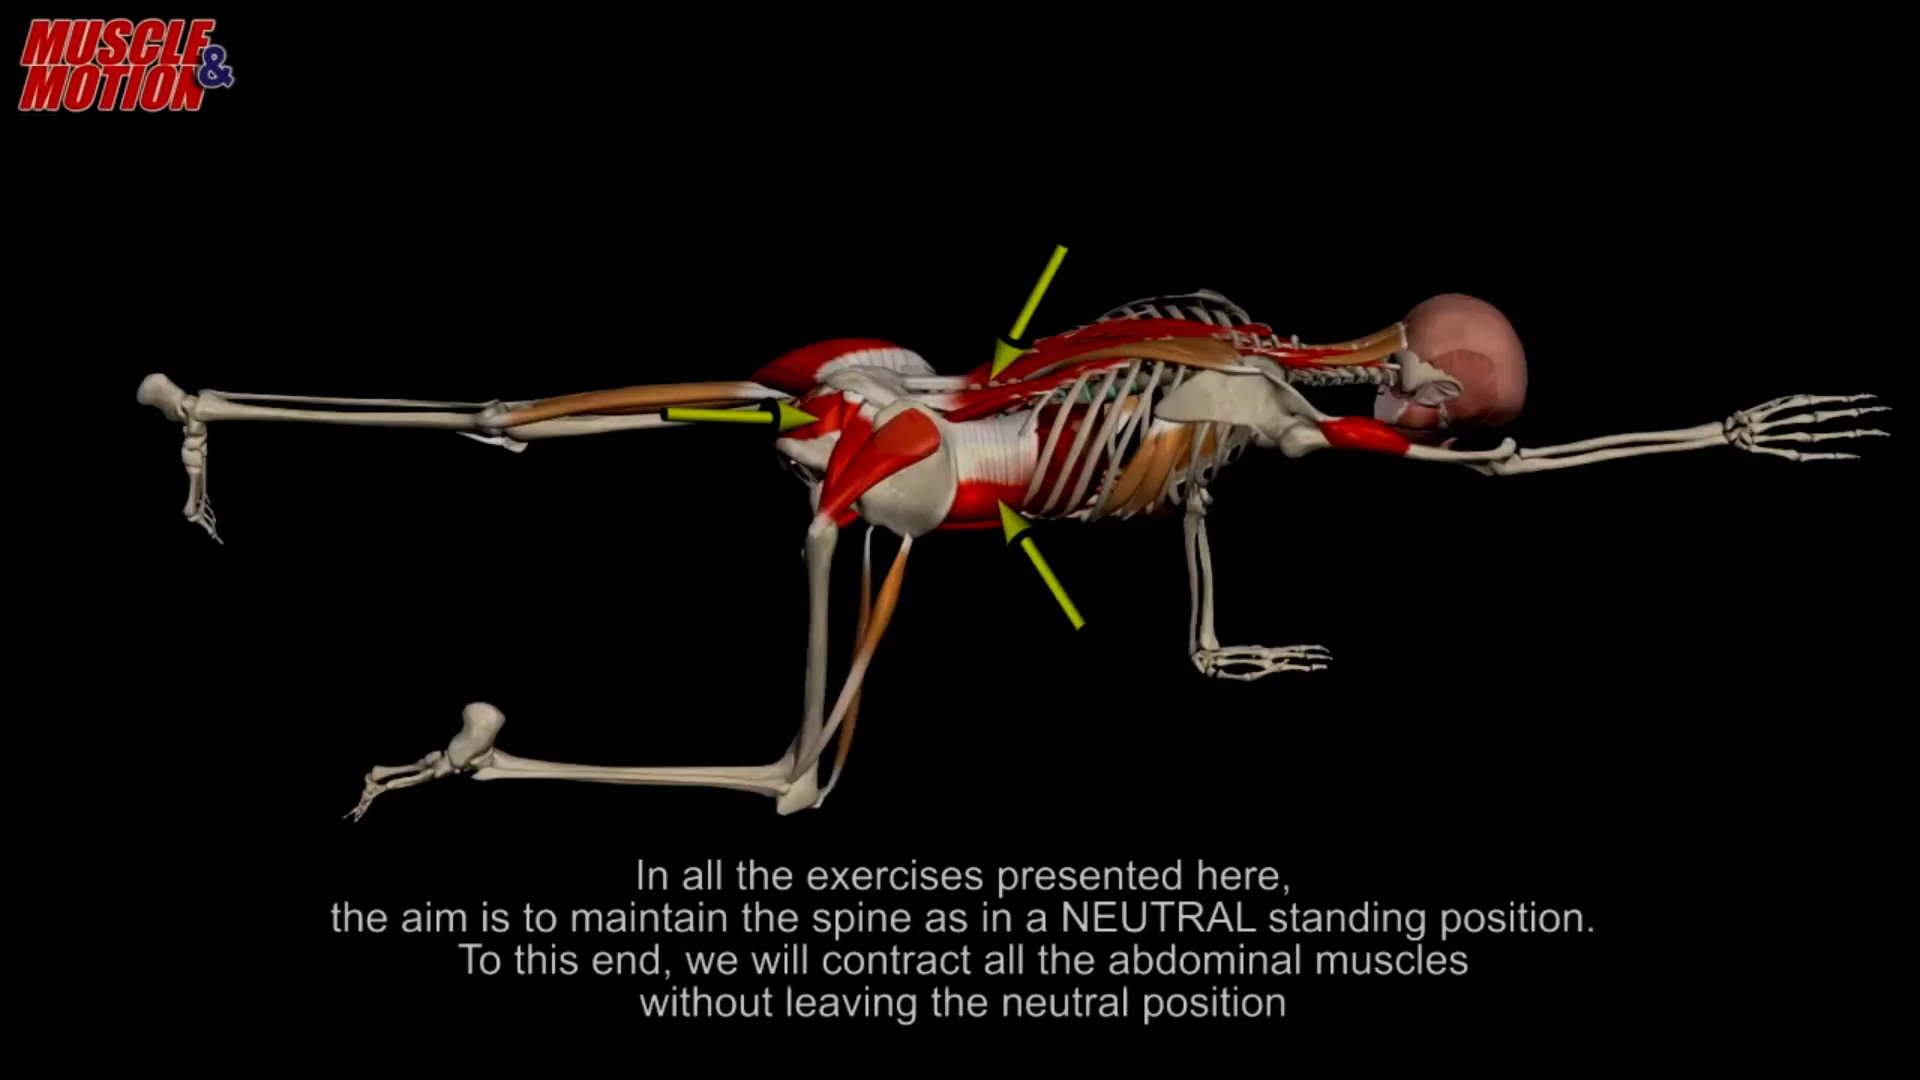 MUSCLE &
MOTION
In all the exercises presented here,
the aim is to maintain the spine as in a NEUTRAL standing position.
To this end, we will contract all the abdominal muscles
without leaving the neutral position